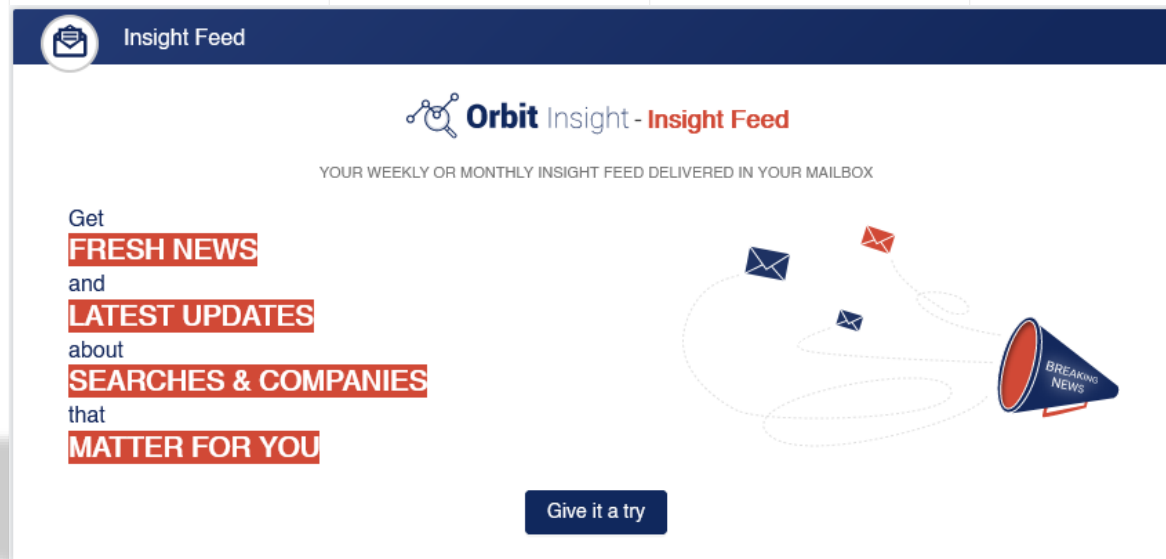 Insight Feed
Orbit Insight - Insight Feed
YOUR WEEKLY OR MONTHLY INSIGHT FEED DELIVERED IN YOUR MAILBOX
Get
FRESH NEWS
and
LATEST UPDATES
about
SEARCHES & COMPANIES
that
MATTER FOR YOU
BREAKING
NEWS
Give it a try